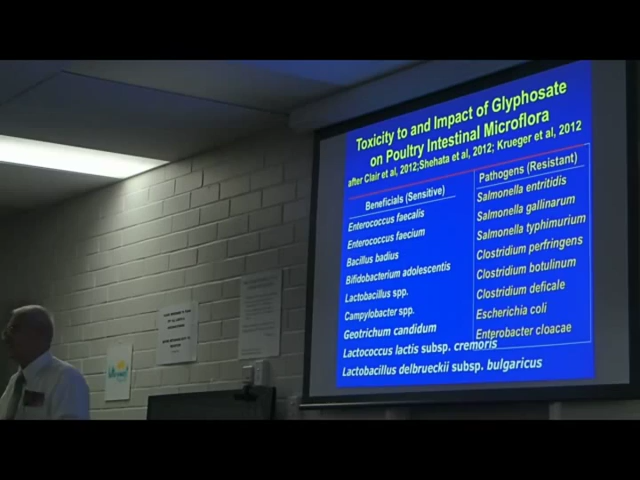 Toxicity to and Impact of Glyphosate
on Poultry Intestinal Microflora
after Clair et al, 2012;Shehata et al, 2012; Krueger et al, 2012
Beneficials (Sensitive)
Enterococcus faecalis
Enterococcus faecium
Bacillus badius
Bifidobacterium adolescentis
Lactobacillus spp.
Campylobacter spp.
Geotrichum candidum
Lactococcus lactis subsp. cremoris
Lactobacillus delbrueckii subsp. bulgaricus
Pathogens (Resistant)
Salmonella entritidis
Salmonella gallinarum
Salmonella typhimurium
Clostridium perfringens
Clostridium botulinum
Clostridium deficale
Escherichia coli
Enterobacter cloacae